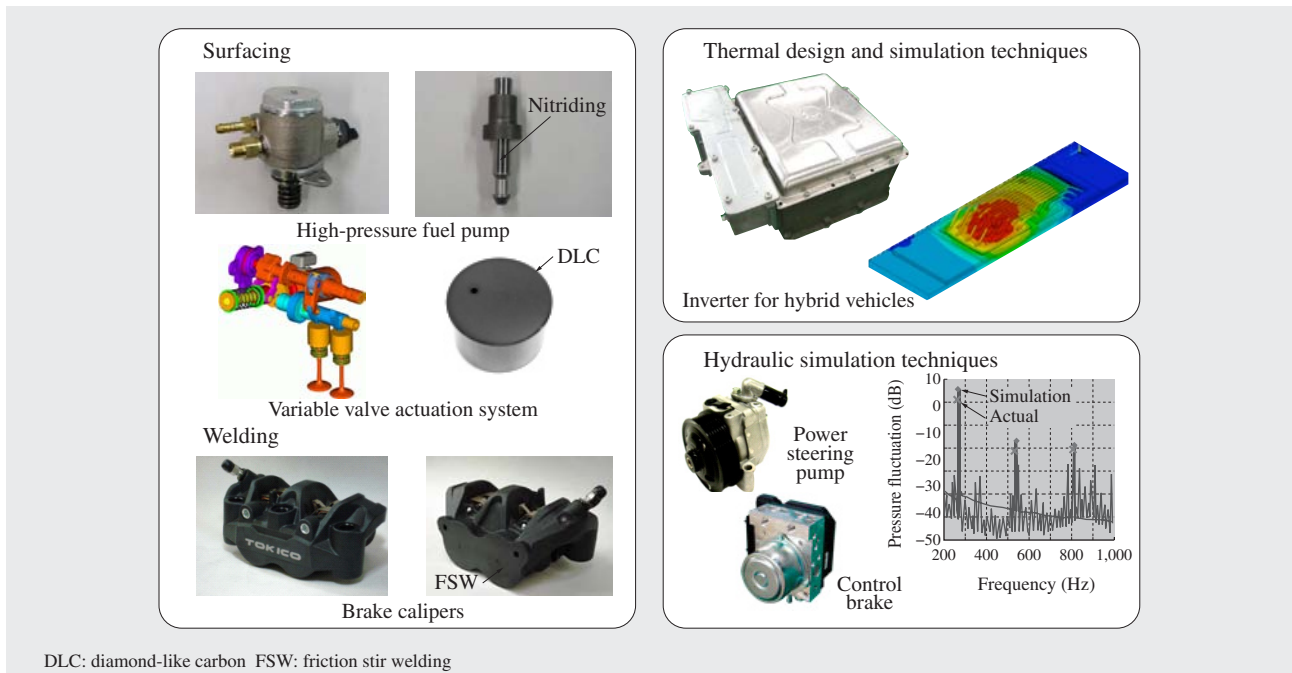 Surfacing
Nitriding
High-pressure fuel pump
DLC
Variable valve actuation system
Welding
TOKICO
FSW
Brake calipers
Thermal design and simulation techniques
Inverter for hybrid vehicles
Hydraulic simulation techniques
Power
steering
pump
Control
brake
Pressure fluctuation (dB)
10
0
−10
−20
−30
−40
−50
Simulation
Actual
200 400 600 800 1,000
Frequency (Hz)
DLC: diamond-like carbon FSW: friction stir welding